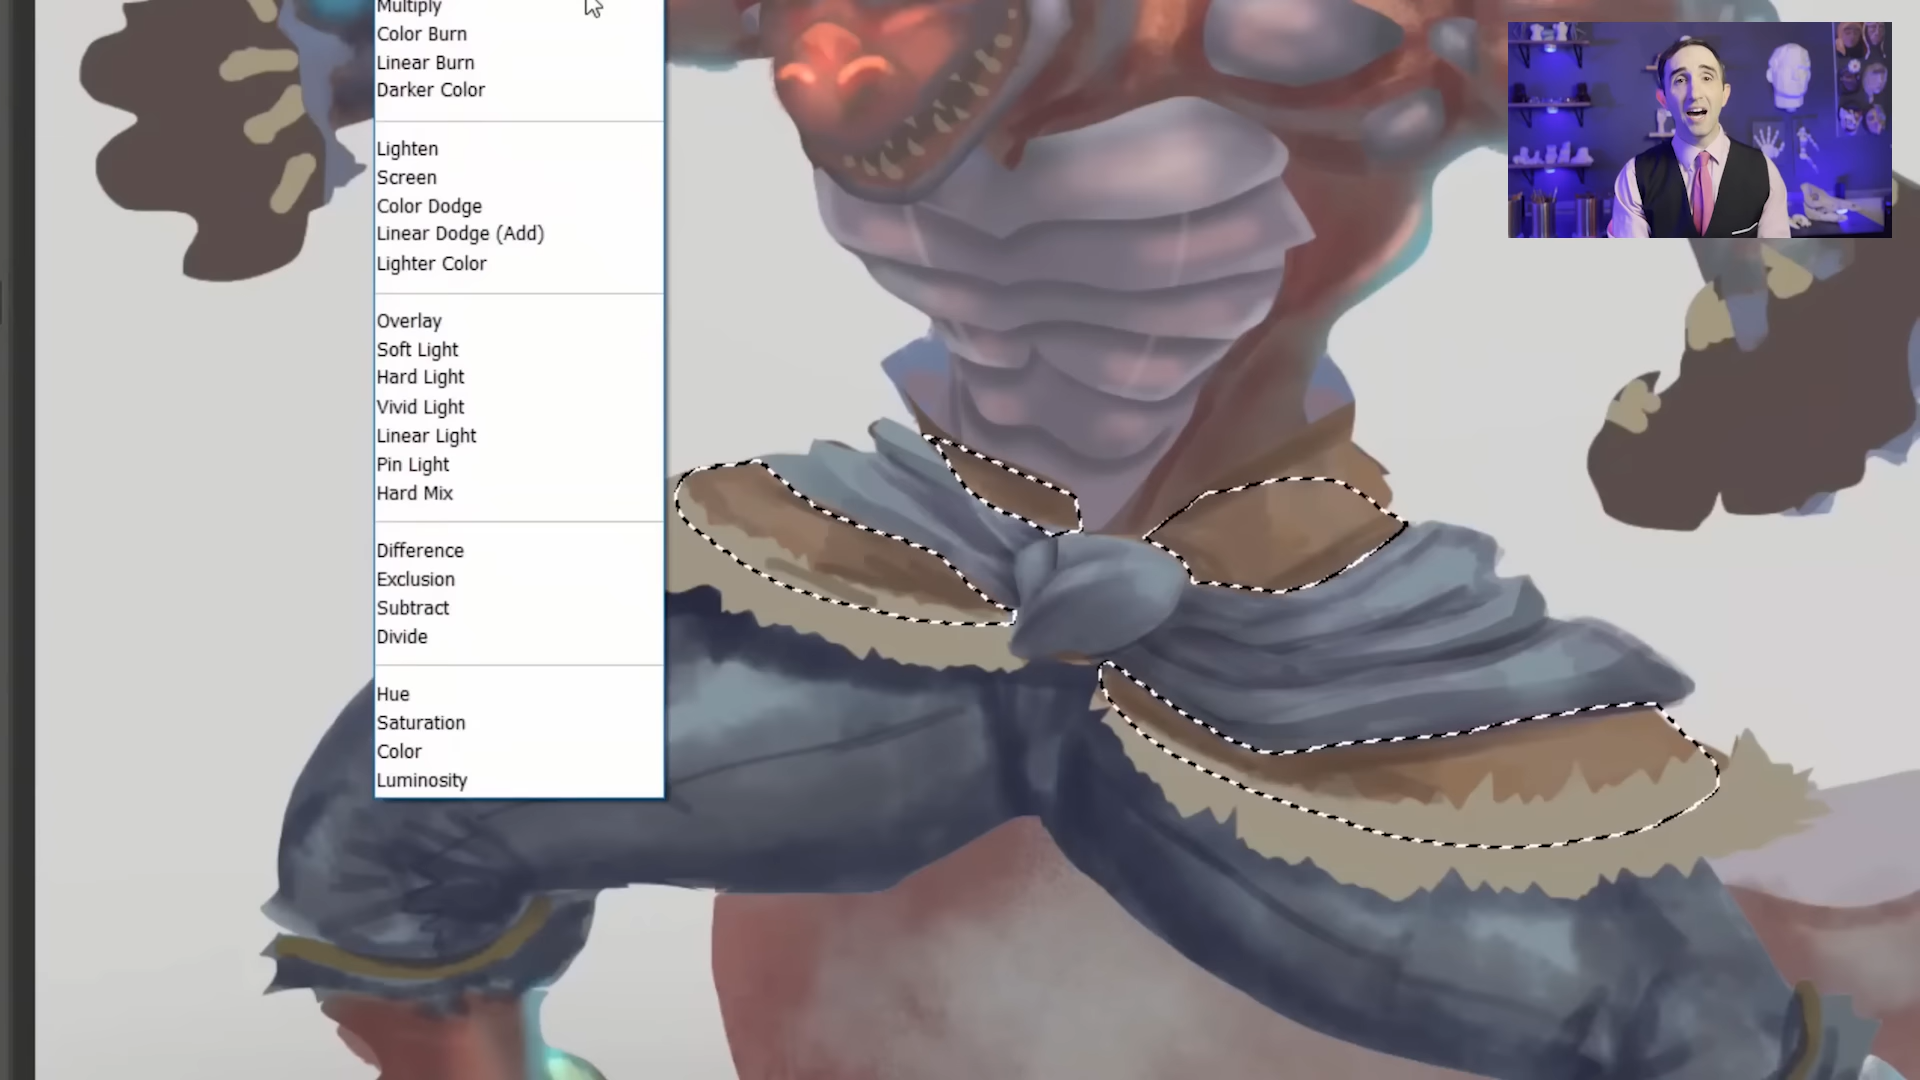 Multiply
Color Burn
Linear Burn
Darker Color
Lighten
Screen
Color Dodge
Linear Dodge (Add)
Lighter Color
Overlay
Soft Light
Hard Light
Vivid Light
Linear Light
Pin Light
Hard Mix
Difference
Exclusion
Subtract
Divide
Hue
Saturation
Color
Luminosity